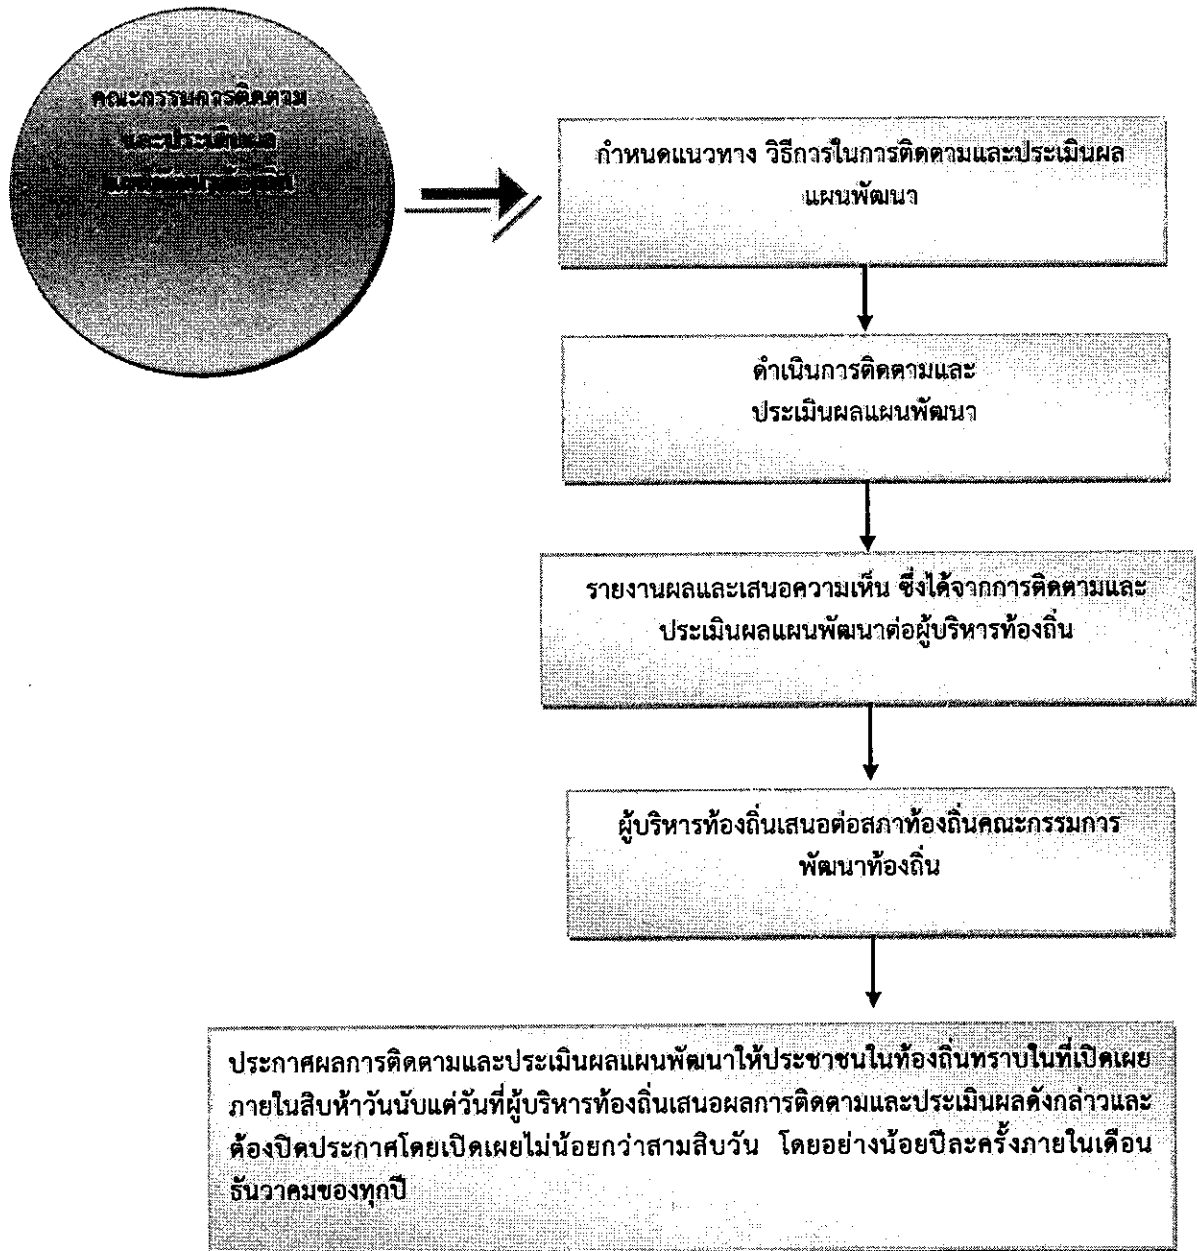 คณะกรรมการติดตาม
และประเมินผล
กำหนดแนวทาง วิธีการในการติดตามและประเมินผล
แผนพัฒนา
ดำเนินการติดตามและ
ประเมินผลแผนพัฒนา
รายงานผลและเสนอความเห็น ซึ่งได้จากการติดตามและ
ประเมินผลแผนพัฒนาต่อผู้บริหารท้องถิ่น
ผู้บริหารท้องถิ่นเสนอต่อสภาท้องถิ่นคณะกรรมการ
พัฒนาท้องถิ่น
ประกาศผลการติดตามและประเมินผลแผนพัฒนาให้ประชาชนในท้องถิ่นทราบในที่เปิดเผย
ภายในสิบห้าวันนับแต่วันที่ผู้บริหารท้องถิ่นเสนอผลการติดตามและประเมินผลดังกล่าวและ
ต้องปิดประกาศโดยเปิดเผยไม่น้อยกว่าสามสิบวัน โดยอย่างน้อยปีละครั้งภายในเดือน
ธันวาคมของทุกปี